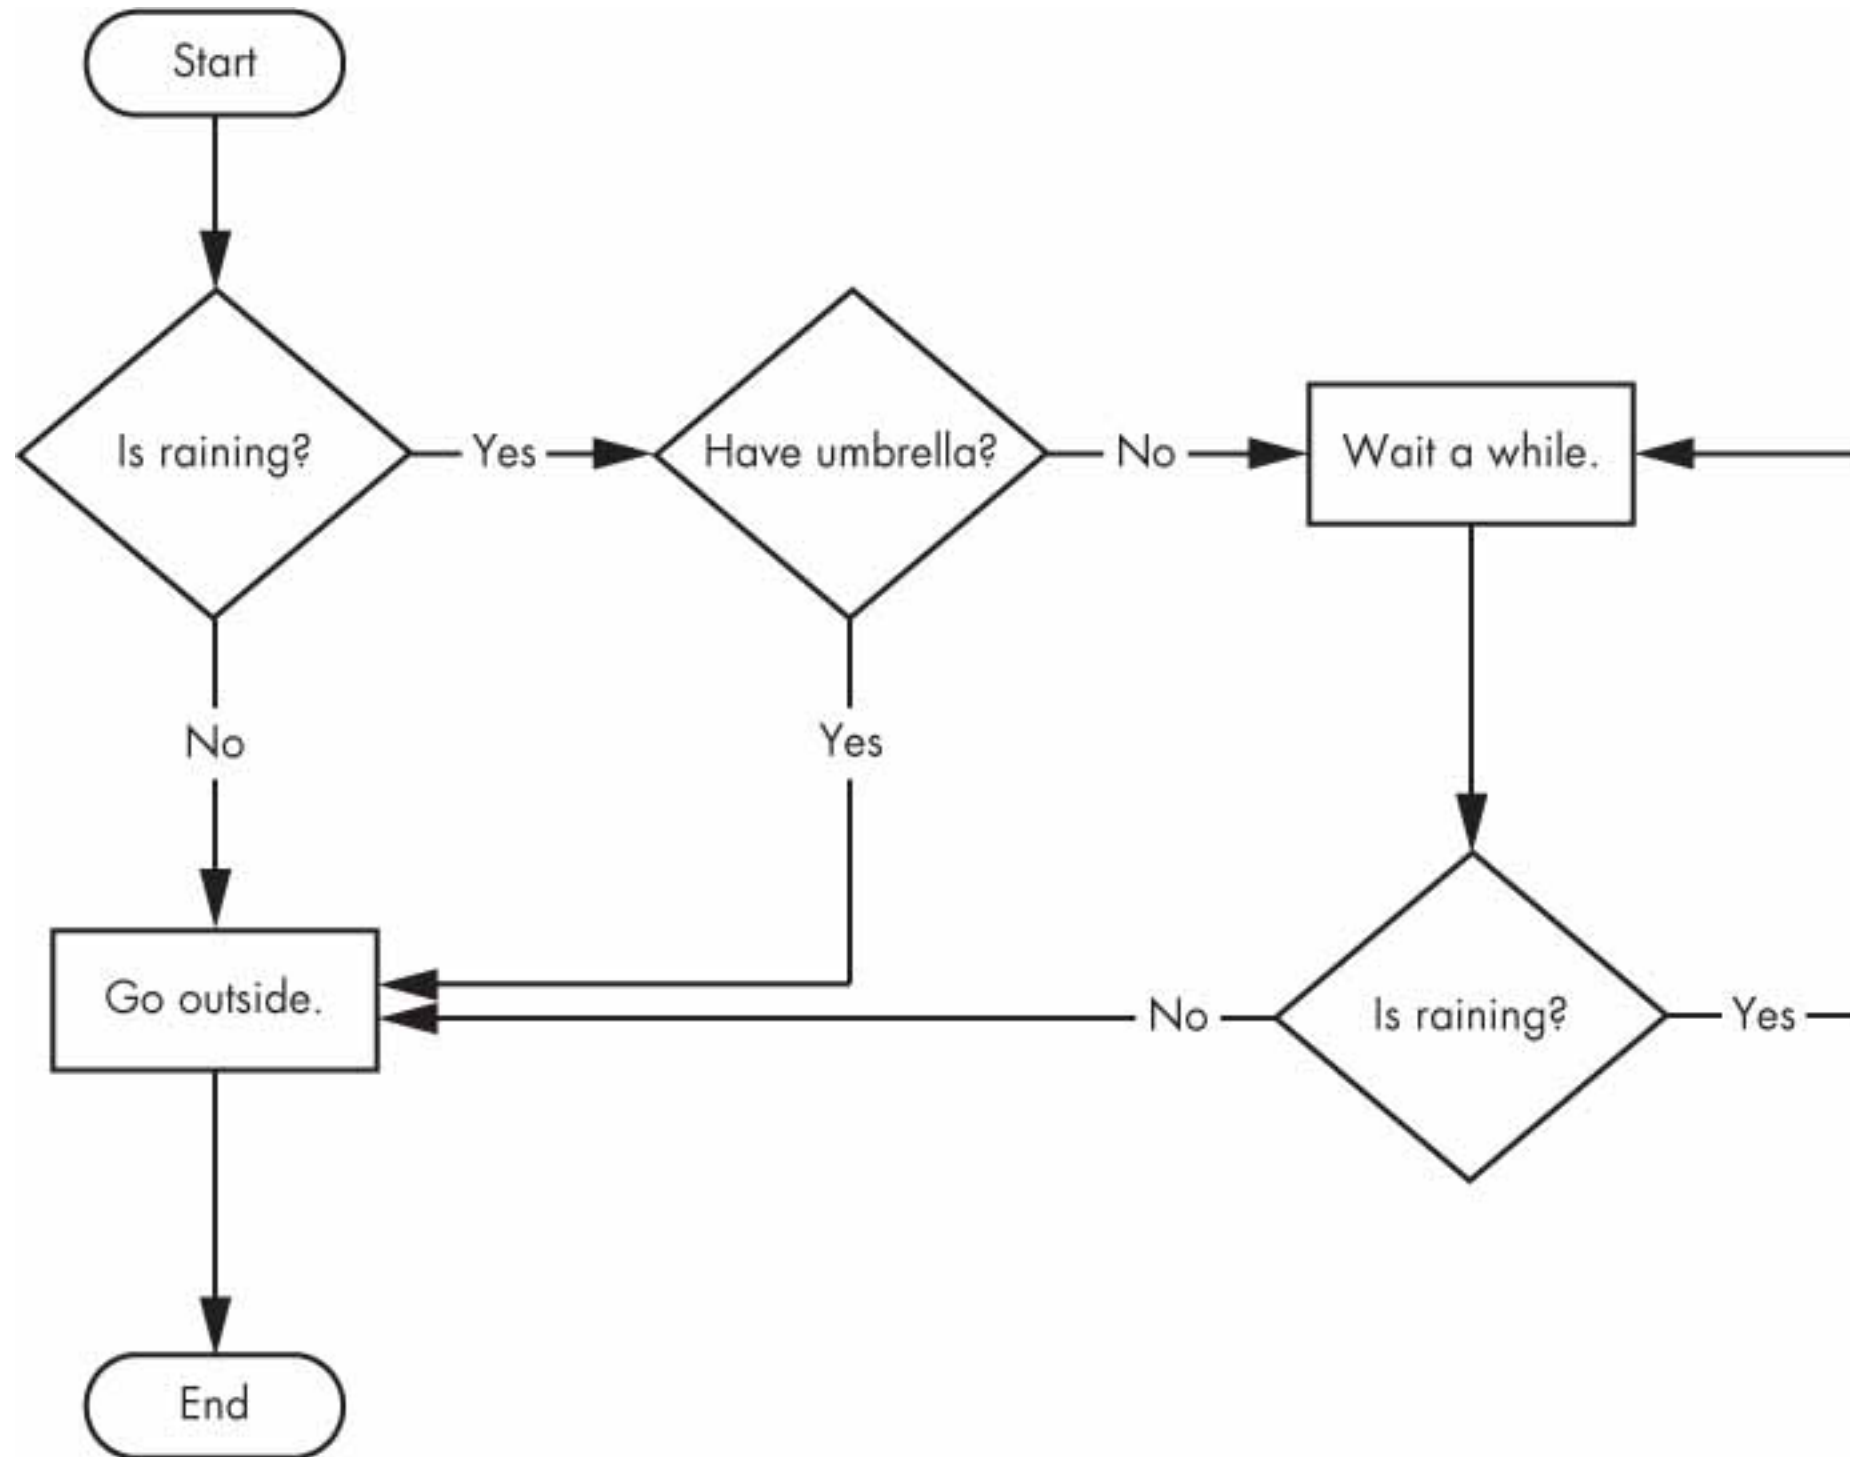 Start
Is raining?
Yes
Have umbrella?
No
Wait a while.
No
Yes
Go outside.
No
Is raining?
Yes
End